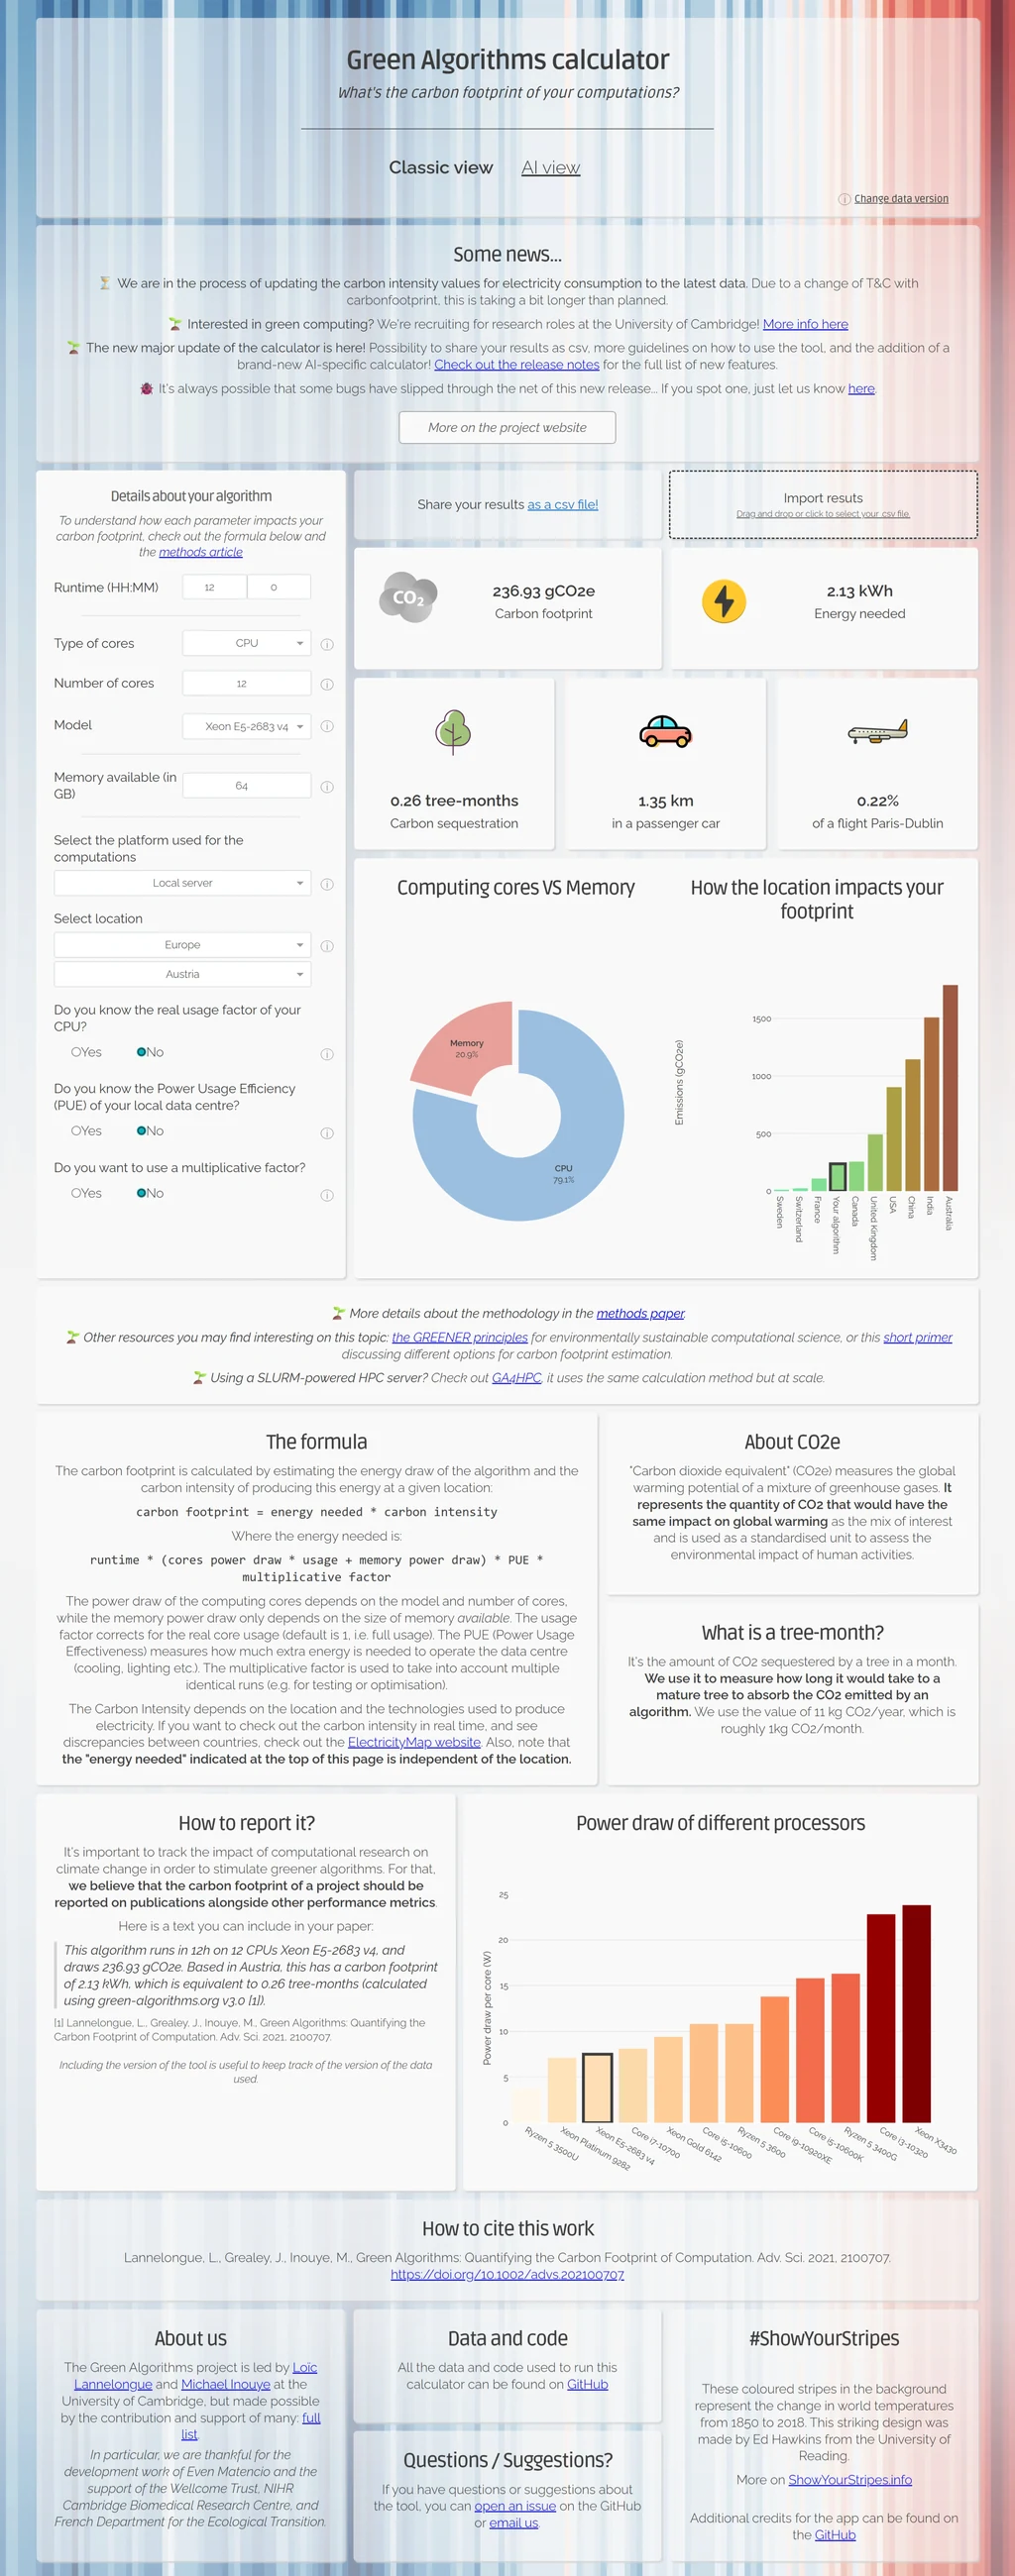 Green Algorithms calculator
What's the carbon footprint of your computations?
Classic view AI view
ⓘ Change data version
Some news...
⏳ We are in the process of updating the carbon intensity values for electricity consumption to the latest data. Due to a change of T&C with
carbonfootprint, this is taking a bit longer than planned.
🌱 Interested in green computing? We're recruiting for research roles at the University of Cambridge! More info here
🌱 The new major update of the calculator is here! Possibility to share your results as csv, more guidelines on how to use the tool, and the addition of a
brand-new AI-specific calculator! Check out the release notes for the full list of new features.
🐞 It's always possible that some bugs have slipped through the net of this new release... If you spot one, just let us know here.
More on the project website
Details about your algorithm
To understand how each parameter impacts your
carbon footprint, check out the formula below and
the methods article
Runtime (HH:MM) 12 0
Type of cores CPU
Number of cores 12
Model Xeon E5-2683 v4
Memory available (in
GB) 64
Select the platform used for the
computations
Local server
Select location
Europe
Austria
Do you know the real usage factor of your
CPU?
Yes No
Do you know the Power Usage Efficiency
(PUE) of your local data centre?
Yes No
Do you want to use a multiplicative factor?
Yes No
Share your results as a csv file!
Import resuts
Drag and drop or click to select your .csv file.
CO2
236.93 gCO2e
Carbon footprint
2.13 kWh
Energy needed
0.26 tree-months
Carbon sequestration
1.35 km
in a passenger car
0.22%
of a flight Paris-Dublin
Computing cores VS Memory
Memory
20.9%
CPU
79.1%
How the location impacts your
footprint
Emissions (gCO2e)
1500
1000
500
0
Sweden
Switzerland
France
Your algorithm
Canada
United Kingdom
USA
China
India
Australia
🌱 More details about the methodology in the methods paper.
🌱 Other resources you may find interesting on this topic: the GREENER principles for environmentally sustainable computational science, or this short primer
discussing different options for carbon footprint estimation.
🌱 Using a SLURM-powered HPC server? Check out GA4HPC, it uses the same calculation method but at scale.
The formula
The carbon footprint is calculated by estimating the energy draw of the algorithm and the
carbon intensity of producing this energy at a given location:
carbon footprint = energy needed * carbon intensity
Where the energy needed is:
runtime * (cores power draw * usage + memory power draw) * PUE *
multiplicative factor
The power draw of the computing cores depends on the model and number of cores,
while the memory power draw only depends on the size of memory available. The usage
factor corrects for the real core usage (default is 1, i.e. full usage). The PUE (Power Usage
Effectiveness) measures how much extra energy is needed to operate the data centre
(cooling, lighting etc.). The multiplicative factor is used to take into account multiple
identical runs (e.g. for testing or optimisation).
The Carbon Intensity depends on the location and the technologies used to produce
electricity. If you want to check out the carbon intensity in real time, and see
discrepancies between countries, check out the ElectricityMap website. Also, note that
the "energy needed" indicated at the top of this page is independent of the location.
About CO2e
"Carbon dioxide equivalent" (CO2e) measures the global
warming potential of a mixture of greenhouse gases. It
represents the quantity of CO2 that would have the
same impact on global warming as the mix of interest
and is used as a standardised unit to assess the
environmental impact of human activities.
What is a tree-month?
It's the amount of CO2 sequestered by a tree in a month.
We use it to measure how long it would take to a
mature tree to absorb the CO2 emitted by an
algorithm. We use the value of 11 kg CO2/year, which is
roughly 1kg CO2/month.
How to report it?
It's important to track the impact of computational research on
climate change in order to stimulate greener algorithms. For that,
we believe that the carbon footprint of a project should be
reported on publications alongside other performance metrics.
Here is a text you can include in your paper:
This algorithm runs in 12h on 12 CPUs Xeon E5-2683 v4, and
draws 236.93 gCO2e. Based in Austria, this has a carbon footprint
of 2.13 kWh, which is equivalent to 0.26 tree-months (calculated
using green-algorithms.org v3.0 [1]).
[1] Lannelongue, L., Grealey, J., Inouye, M., Green Algorithms: Quantifying the
Carbon Footprint of Computation. Adv. Sci. 2021, 2100707.
Including the version of the tool is useful to keep track of the version of the data
used.
Power draw of different processors
Power draw per core (W)
25
20
15
10
5
0
Ryzen 5 3500U
Xeon Platinum 9282
Xeon E5-2683 v4
Core i7-10700
Xeon Gold 6142
Core i5-10600
Ryzen 5 3600
Core i9-10920XE
Core i5-10600K
Ryzen 5 3400G
Core i3-10320
Xeon X3430
How to cite this work
Lannelongue, L., Grealey, J., Inouye, M., Green Algorithms: Quantifying the Carbon Footprint of Computation. Adv. Sci. 2021, 2100707.
https://doi.org/10.1002/advs.202100707
About us
The Green Algorithms project is led by Loïc
Lannelongue and Michael Inouye at the
University of Cambridge, but made possible
by the contribution and support of many: full
list.
In particular, we are thankful for the
development work of Even Matencio and the
support of the Wellcome Trust, NIHR
Cambridge Biomedical Research Centre, and
French Department for the Ecological Transition.
Data and code
All the data and code used to run this
calculator can be found on GitHub
Questions / Suggestions?
If you have questions or suggestions about
the tool, you can open an issue on the GitHub
or email us.
#ShowYourStripes
These coloured stripes in the background
represent the change in world temperatures
from 1850 to 2018. This striking design was
made by Ed Hawkins from the University of
Reading.
More on ShowYourStripes.info
Additional credits for the app can be found on
the GitHub